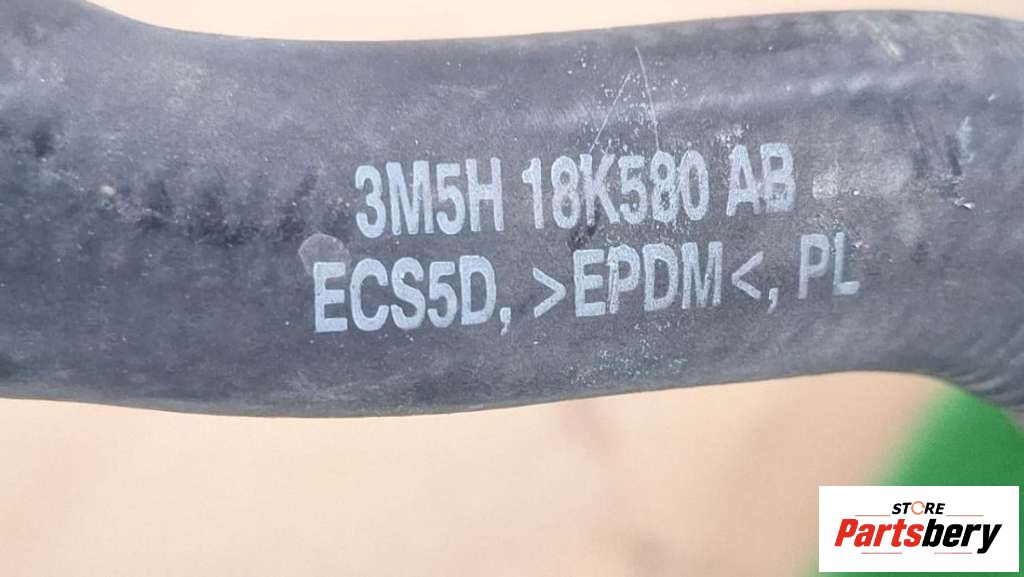 3M5H 18K580 AB
ECS5D, >EPDM<, PL
STORE
Partsbery